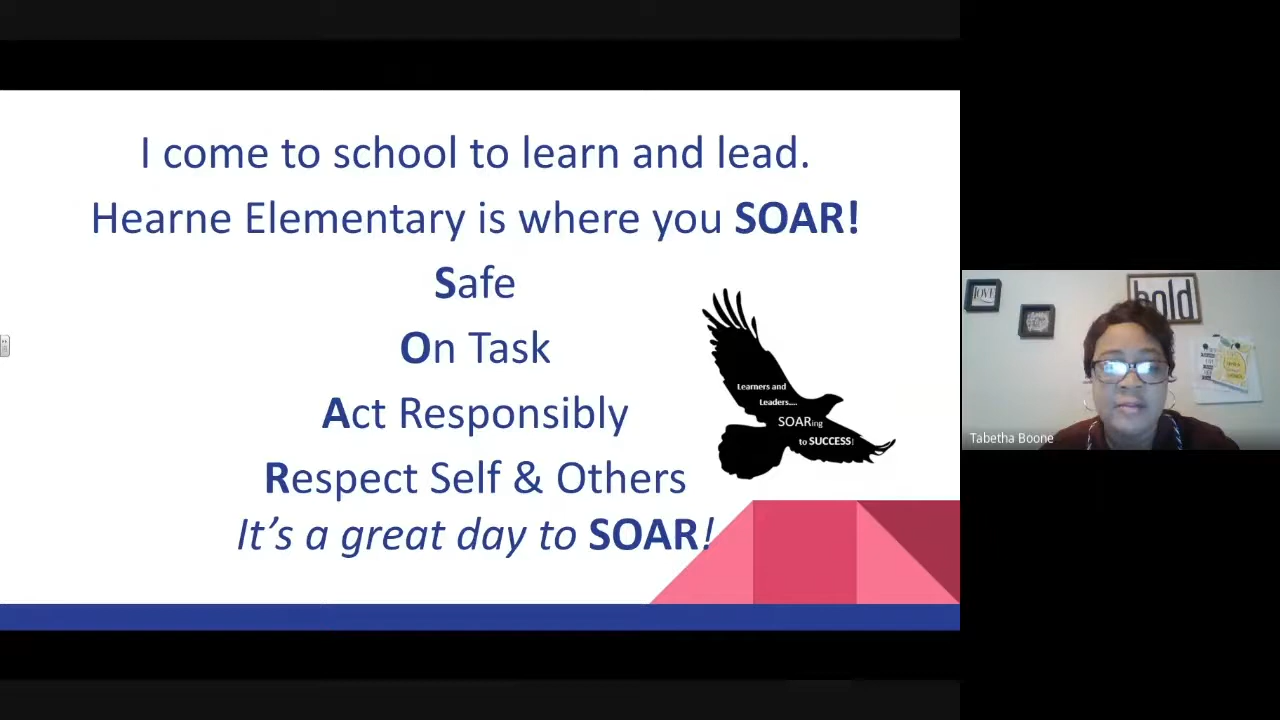 I come to school to learn and lead.
Hearne Elementary is where you SOAR!
Safe
On Task
Act Responsibly
Respect Self & Others
It's a great day to SOAR!
Learners and
Leaders....
SOARing
to SUCCESS!
LOVE
bold
Tabetha Boone